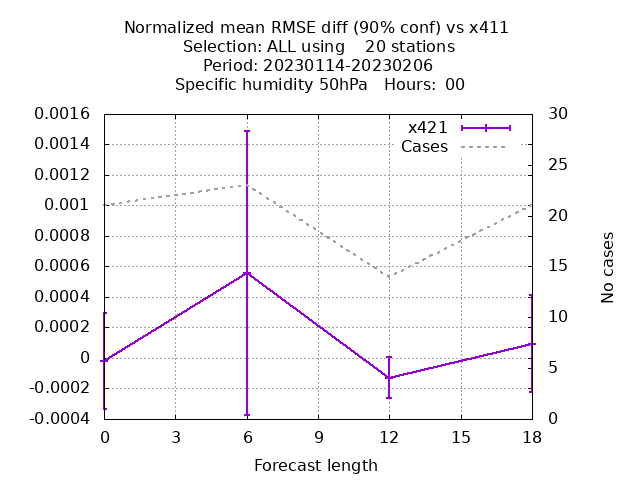 Normalized mean RMSE diff (90% conf) vs x411
Selection: ALL using    20 stations
Period: 20230114-20230206
Specific humidity 50hPa   Hours:  00
0.0016
0.0014
0.0012
0.001
0.0008
0.0006
0.0004
0.0002
0
-0.0002
-0.0004
30
25
20
15
10
5
0
x421
Cases
No cases
0 3 6 9 12 15 18
Forecast length